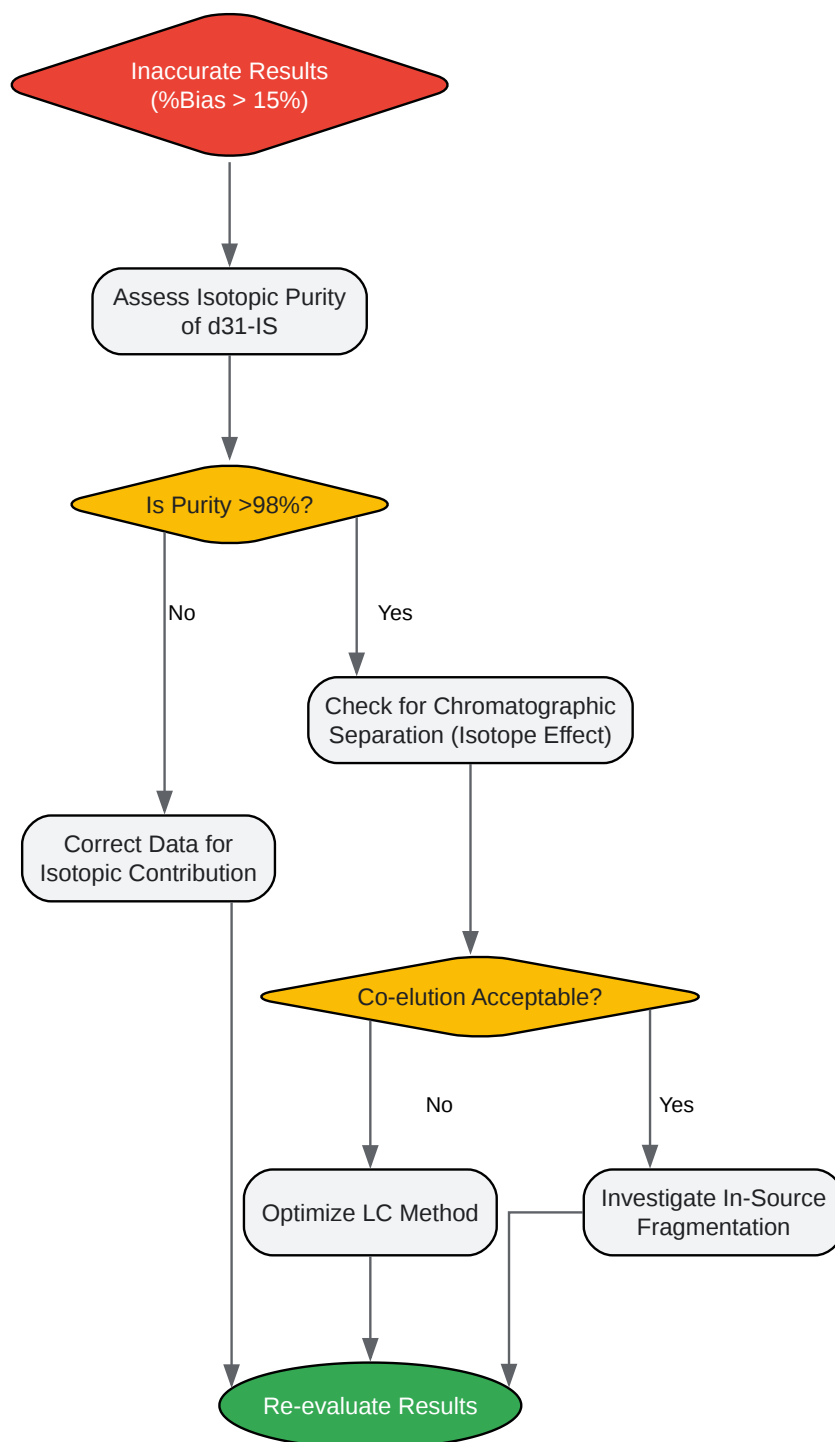 Inaccurate Results
(%Bias > 15%)
Assess Isotopic Purity
of d31-IS
Is Purity >98%?
No
Yes
Check for Chromatographic
Separation (Isotope Effect)
Correct Data for
Isotopic Contribution
Co-elution Acceptable?
No
Yes
Optimize LC Method
Investigate In-Source
Fragmentation
Re-evaluate Results